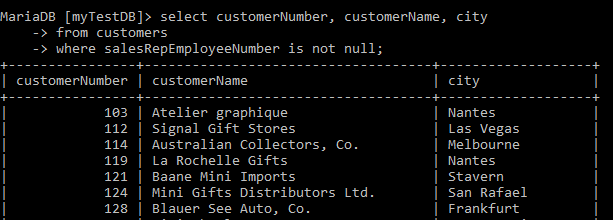 MariaDB [myTestDB]> select customerNumber, customerName, city
-> from customers
-> where salesRepEmployeeNumber is not null;
+----------------+------------------------------------+-------------------+
| customerNumber | customerName | city |
+----------------+------------------------------------+-------------------+
| 103 | Atelier graphique | Nantes
| 112 | Signal Gift Stores | Las Vegas
| 114 | Australian Collectors, Co. | Melbourne
| 119 | La Rochelle Gifts | Nantes
| 121 | Baane Mini Imports | Stavern
| 124 | Mini Gifts Distributors Ltd. | San Rafael
| 128 | Blauer See Auto, Co. | Frankfurt